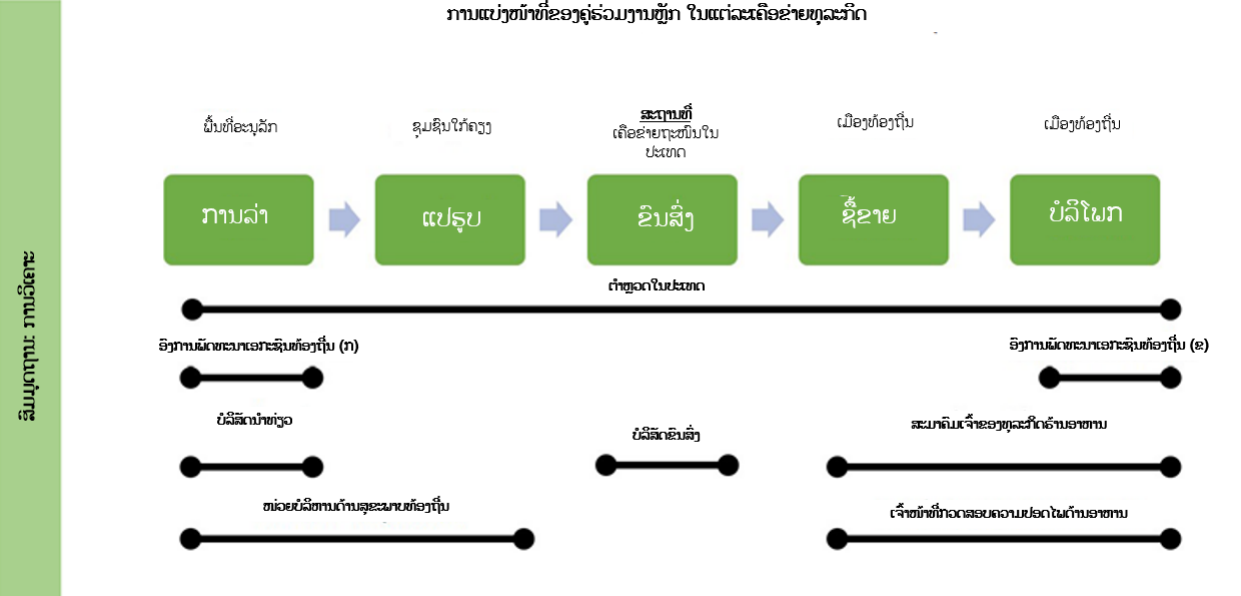 ການແບ່ງໜ້າທີ່ຂອງຄູ່ຮ່ວມງານຫຼັກ ໃນແຕ່ລະເຄືອຂ່າຍທຸລະກິດ
ພື້ນທີ່ອະນຸລັກ
ຊຸມຊົນໃກ້ຄຽງ
ສະຖານທີ່
ເຄືອຂ່າຍຖະໜົນໃນ
ປະເທດ
ເມືອງທ້ອງຖິ່ນ
ເມືອງທ້ອງຖິ່ນ
ການລ່າ
ແປຮູບ
ຂົນສົ່ງ
ຊື້ຂາຍ
ບໍລິໂພກ
ຕຳຫຼວດໃນປະເທດ
ອົງການພັດທະນາເອກະຊົນທ້ອງຖິ່ນ (ກ)
ອົງການພັດທະນາເອກະຊົນທ້ອງຖິ່ນ (ຂ)
ບໍລິສັດນຳທ່ຽວ
ບໍລິສັດຂົນສົ່ງ
ສະມາຄົມເຈົ້າຂອງທຸລະກິດຮ້ານອາຫານ
ໜ່ວຍບໍລິຫານດ້ານສຸຂະພາບທ້ອງຖິ່ນ
ເຈົ້າໜ້າທີ່ກວດສອບຄວາມປອດໄພດ້ານອາຫານ
ສົມມຸດຖານ: ການວິເຄາະ